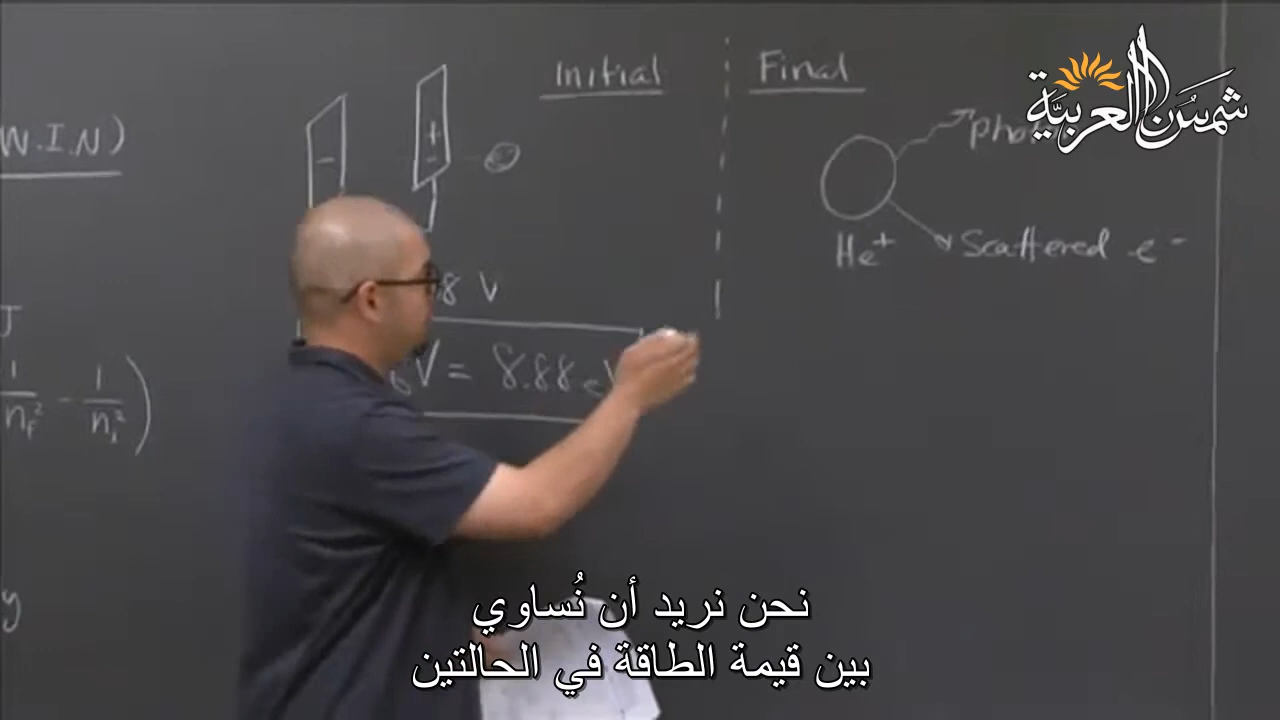 W.I.N)
Initial
Final
شمس العربية
−
+
−
He+
Scattered e-
8 V
V = 8.88 eV
J
1/nF² - 1/ni²)
y
نحن نريد أن نُساوي
بين قيمة الطاقة في الحالتين